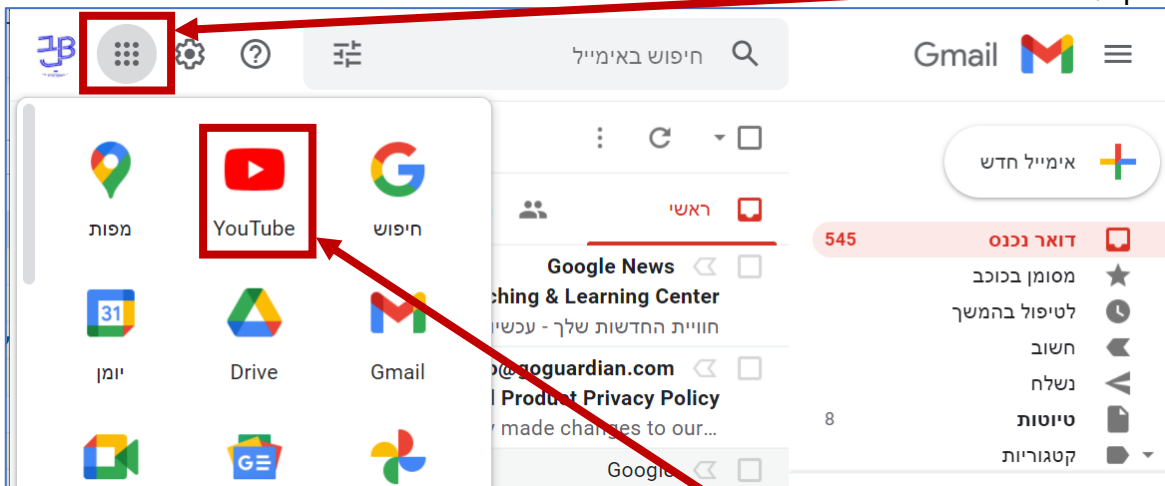 Gmail
חיפוש באימייל
אימייל חדש
דואר נכנס 545
מסומן בכוכב
לטיפול בהמשך
חשוב
נשלח
טיוטות 8
קטגוריות
ראשי
Google News
ching & Learning Center
חוויית החדשות שלך - עכשיו
@goguardian.com
Product Privacy Policy
made changes to our...
Google
חיפוש
YouTube
מפות
Gmail
Drive
31
יומן
GE